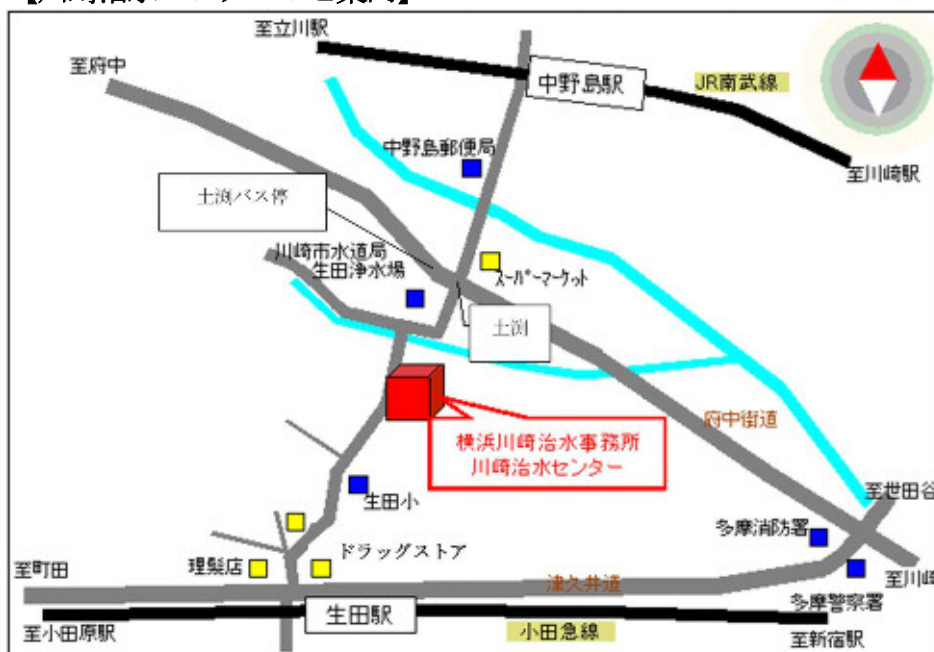 至立川駅
至府中
中野島駅
JR南武線
中野島郵便局
至川崎駅
土渕バス停
川崎市水道局
生田浄水場
スーパーマーケット
土渕
府中街道
横浜川崎治水事務所
川崎治水センター
至世田谷
生田小
多摩消防署
ドラッグストア
理髪店
至町田
津久井道
至川崎
多摩警察署
生田駅
至小田原駅
小田急線
至新宿駅